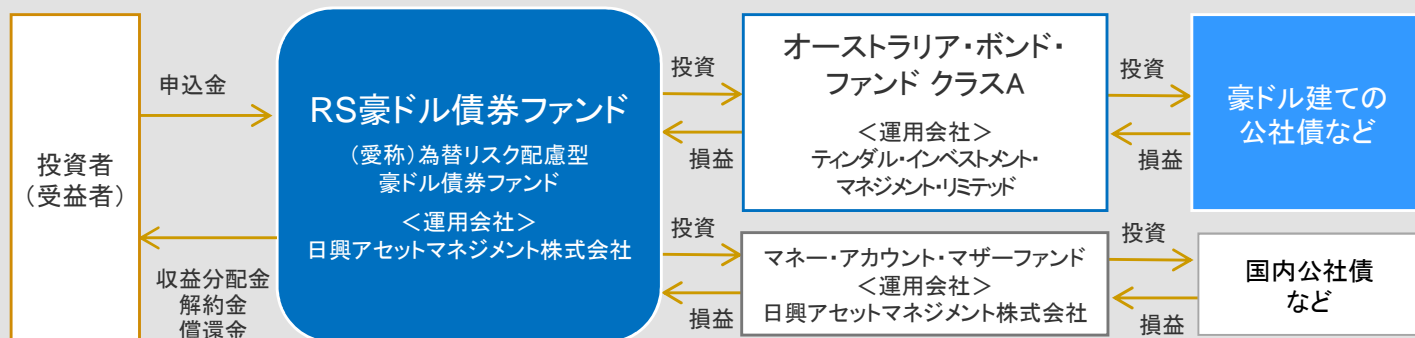 投資者
(受益者)
申込金
収益分配金
解約金
償還金
RS豪ドル債券ファンド
(愛称)為替リスク配慮型
豪ドル債券ファンド
<運用会社>
日興アセットマネジメント株式会社
投資
損益
投資
損益
オーストラリア・ボンド・
ファンド クラスA
<運用会社>
ティンダル・インベストメント・
マネジメント・リミテッド
マネー・アカウント・マザーファンド
<運用会社>
日興アセットマネジメント株式会社
投資
損益
投資
損益
豪ドル建ての
公社債など
国内公社債
など